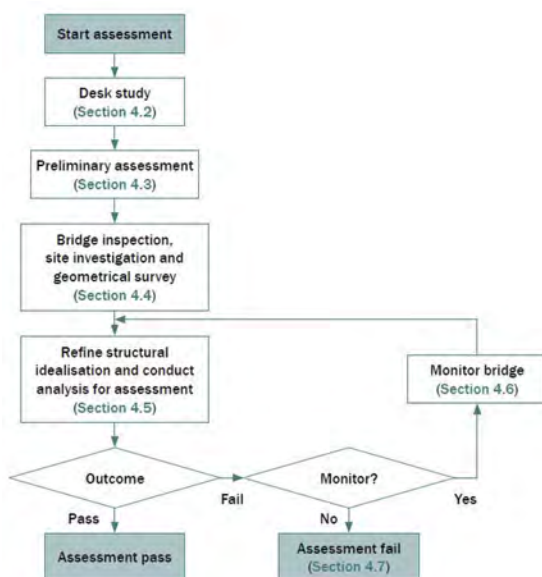 Start assessment
Desk study
(Section 4.2)
Preliminary assessment
(Section 4.3)
Bridge inspection,
site investigation and
geometrical survey
(Section 4.4)
Refine structural
idealisation and conduct
analysis for assessment
(Section 4.5)
Monitor bridge
(Section 4.6)
Outcome
Monitor?
Fail
Yes
Pass
No
Assessment pass
Assessment fail
(Section 4.7)